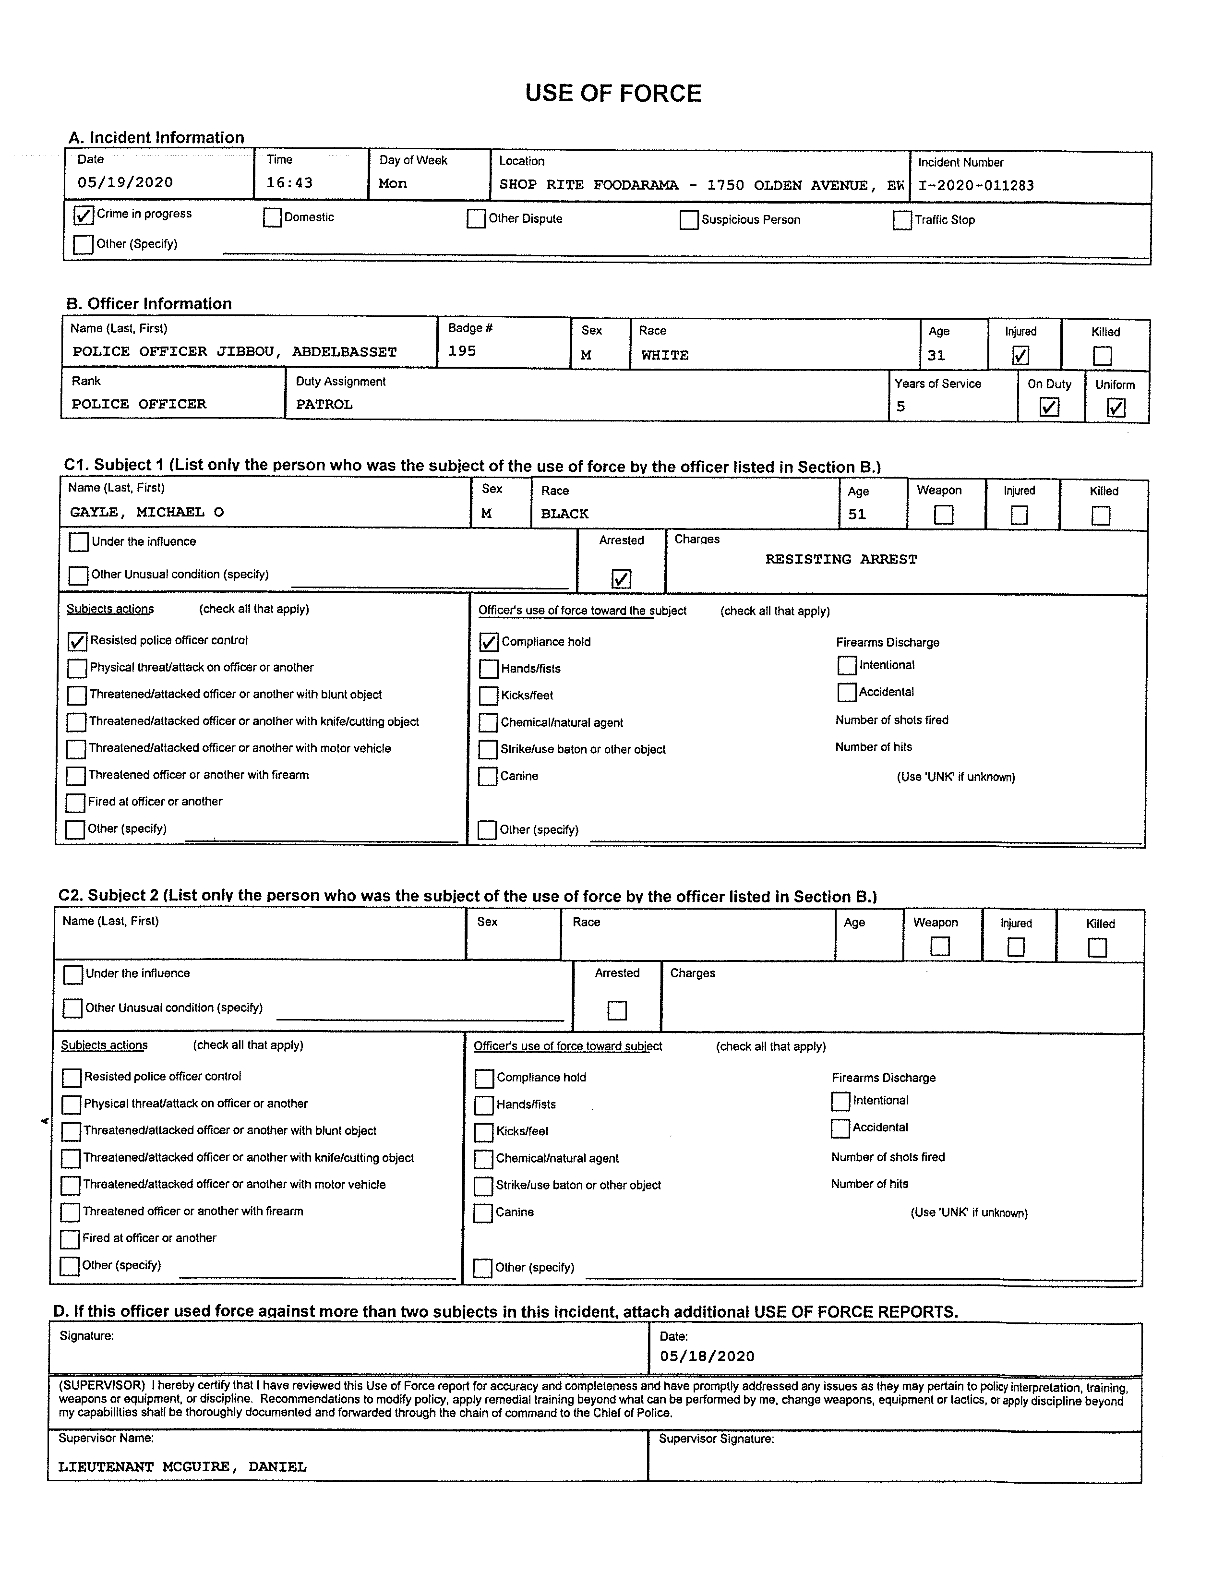 USE OF FORCE
A. Incident Information
Date Time Day of Week Location Incident Number
05/19/2020 16:43 Mon SHOP RITE FOODARAMA - 1750 OLDEN AVENUE, EW I-2020-011283
Crime in progress Domestic Other Dispute Suspicious Person Traffic Stop
Other (Specify)
B. Officer Information
Name (Last, First) Badge # Sex Race Age Injured Killed
POLICE OFFICER JIBBOU, ABDELBASSET 195 M WHITE 31
Rank Duty Assignment Years of Service On Duty Uniform
POLICE OFFICER PATROL 5
C1. Subject 1 (List only the person who was the subject of the use of force by the officer listed in Section B.)
Name (Last, First) Sex Race Age Weapon Injured Killed
GAYLE, MICHAEL O M BLACK 51
Under the influence Arrested Charges
RESISTING ARREST
Other Unusual condition (specify)
Subjects actions (check all that apply) Officer's use of force toward the subject (check all that apply)
Resisted police officer control Compliance hold Firearms Discharge
Physical threat/attack on officer or another Hands/fists Intentional
Threatened/attacked officer or another with blunt object Kicks/feet Accidental
Threatened/attacked officer or another with knife/cutting object Chemical/natural agent Number of shots fired
Threatened/attacked officer or another with motor vehicle Strike/use baton or other object Number of hits
Threatened officer or another with firearm Canine (Use 'UNK' if unknown)
Fired at officer or another
Other (specify) Other (specify)
C2. Subject 2 (List only the person who was the subject of the use of force by the officer listed in Section B.)
Name (Last, First) Sex Race Age Weapon Injured Killed
Under the influence Arrested Charges
Other Unusual condition (specify)
Subjects actions (check all that apply) Officer's use of force toward subject (check all that apply)
Resisted police officer control Compliance hold Firearms Discharge
Physical threat/attack on officer or another Hands/fists Intentional
Threatened/attacked officer or another with blunt object Kicks/feel Accidental
Threatened/attacked officer or another with knife/cutting object Chemical/natural agent Number of shots fired
Threatened/attacked officer or another with motor vehicle Strike/use baton or other object Number of hits
Threatened officer or another with firearm Canine (Use 'UNK' if unknown)
Fired at officer or another
Other (specify) Other (specify)
D. If this officer used force against more than two subjects in this incident, attach additional USE OF FORCE REPORTS.
Signature: Date:
05/18/2020
(SUPERVISOR) I hereby certify that I have reviewed this Use of Force report for accuracy and completeness and have promptly addressed any issues as they may pertain to policy interpretation, training,
weapons or equipment, or discipline. Recommendations to modify policy, apply remedial training beyond what can be performed by me, change weapons, equipment or tactics, or apply discipline beyond
my capabilities shall be thoroughly documented and forwarded through the chain of command to the Chief of Police.
Supervisor Name: Supervisor Signature:
LIEUTENANT MCGUIRE, DANIEL